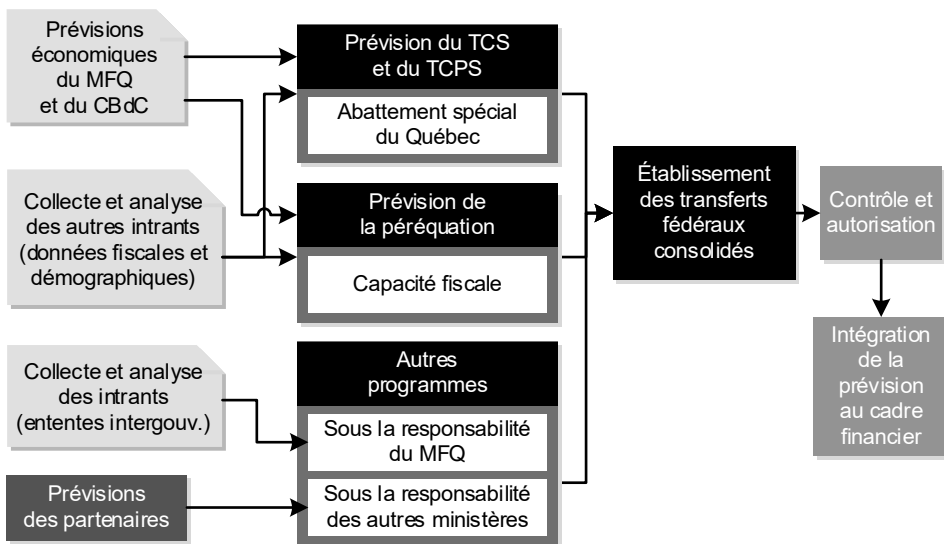 Prévisions
économiques
du MFQ
et du CBdC
Collecte et analyse
des autres intrants
(données fiscales et
démographiques)
Collecte et analyse
des intrants
(ententes intergouv.)
Prévisions
des partenaires
Prévision du TCS
et du TCPS
Abattement spécial
du Québec
Prévision de
la péréquation
Capacité fiscale
Autres
programmes
Sous la responsabilité
du MFQ
Sous la responsabilité
des autres ministères
Établissement
des transferts
fédéraux
consolidés
Contrôle et
autorisation
Intégration
de la
prévision
au cadre
financier